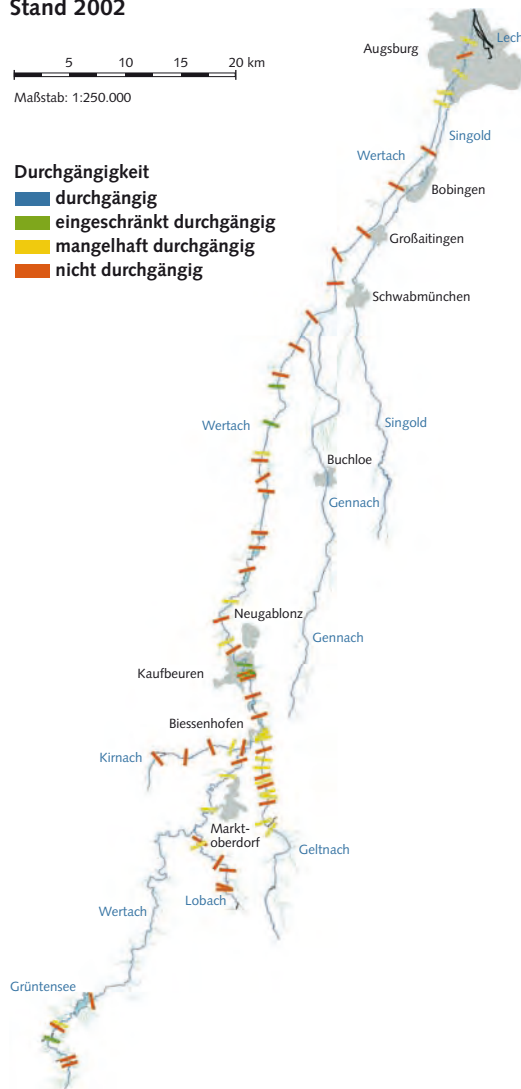 Stand 2002
5 10 15 20 km
Maßstab: 1:250.000
Durchgängigkeit
durchgängig
eingeschränkt durchgängig
mangelhaft durchgängig
nicht durchgängig
Augsburg
Lech
Singold
Wertach
Bobingen
Großaitingen
Schwabmünchen
Wertach
Singold
Buchloe
Gennach
Neugablonz
Gennach
Kaufbeuren
Biessenhofen
Kirnach
Markt-
oberdorf
Geltnach
Lobach
Wertach
Grüntensee